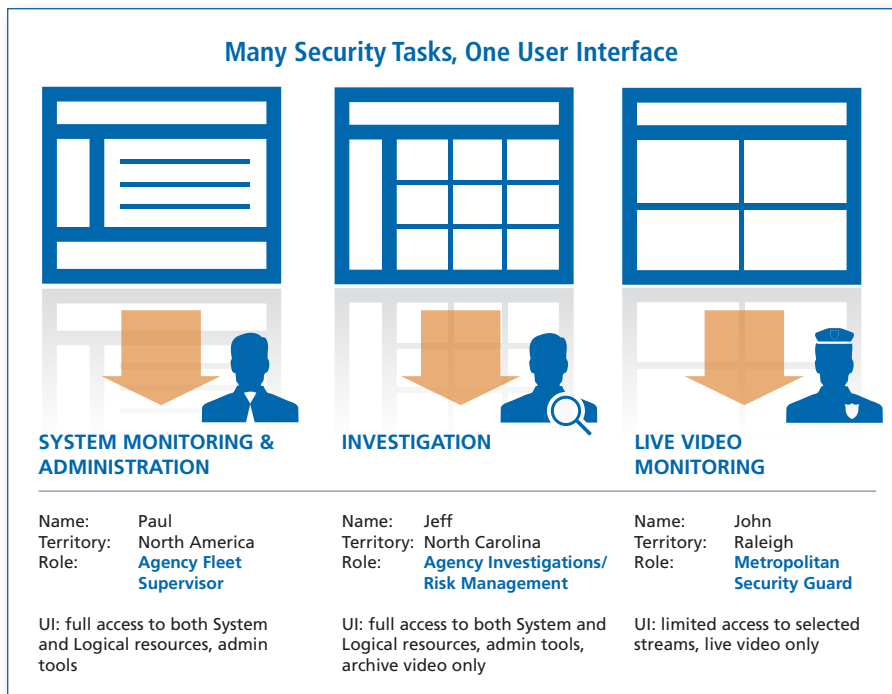 Many Security Tasks, One User Interface
SYSTEM MONITORING &
ADMINISTRATION
Name: Paul
Territory: North America
Role: Agency Fleet
Supervisor
UI: full access to both System
and Logical resources, admin
tools
INVESTIGATION
Name: Jeff
Territory: North Carolina
Role: Agency Investigations/
Risk Management
UI: full access to both System and
Logical resources, admin tools,
archive video only
LIVE VIDEO
MONITORING
Name: John
Territory: Raleigh
Role: Metropolitan
Security Guard
UI: limited access to selected
streams, live video only